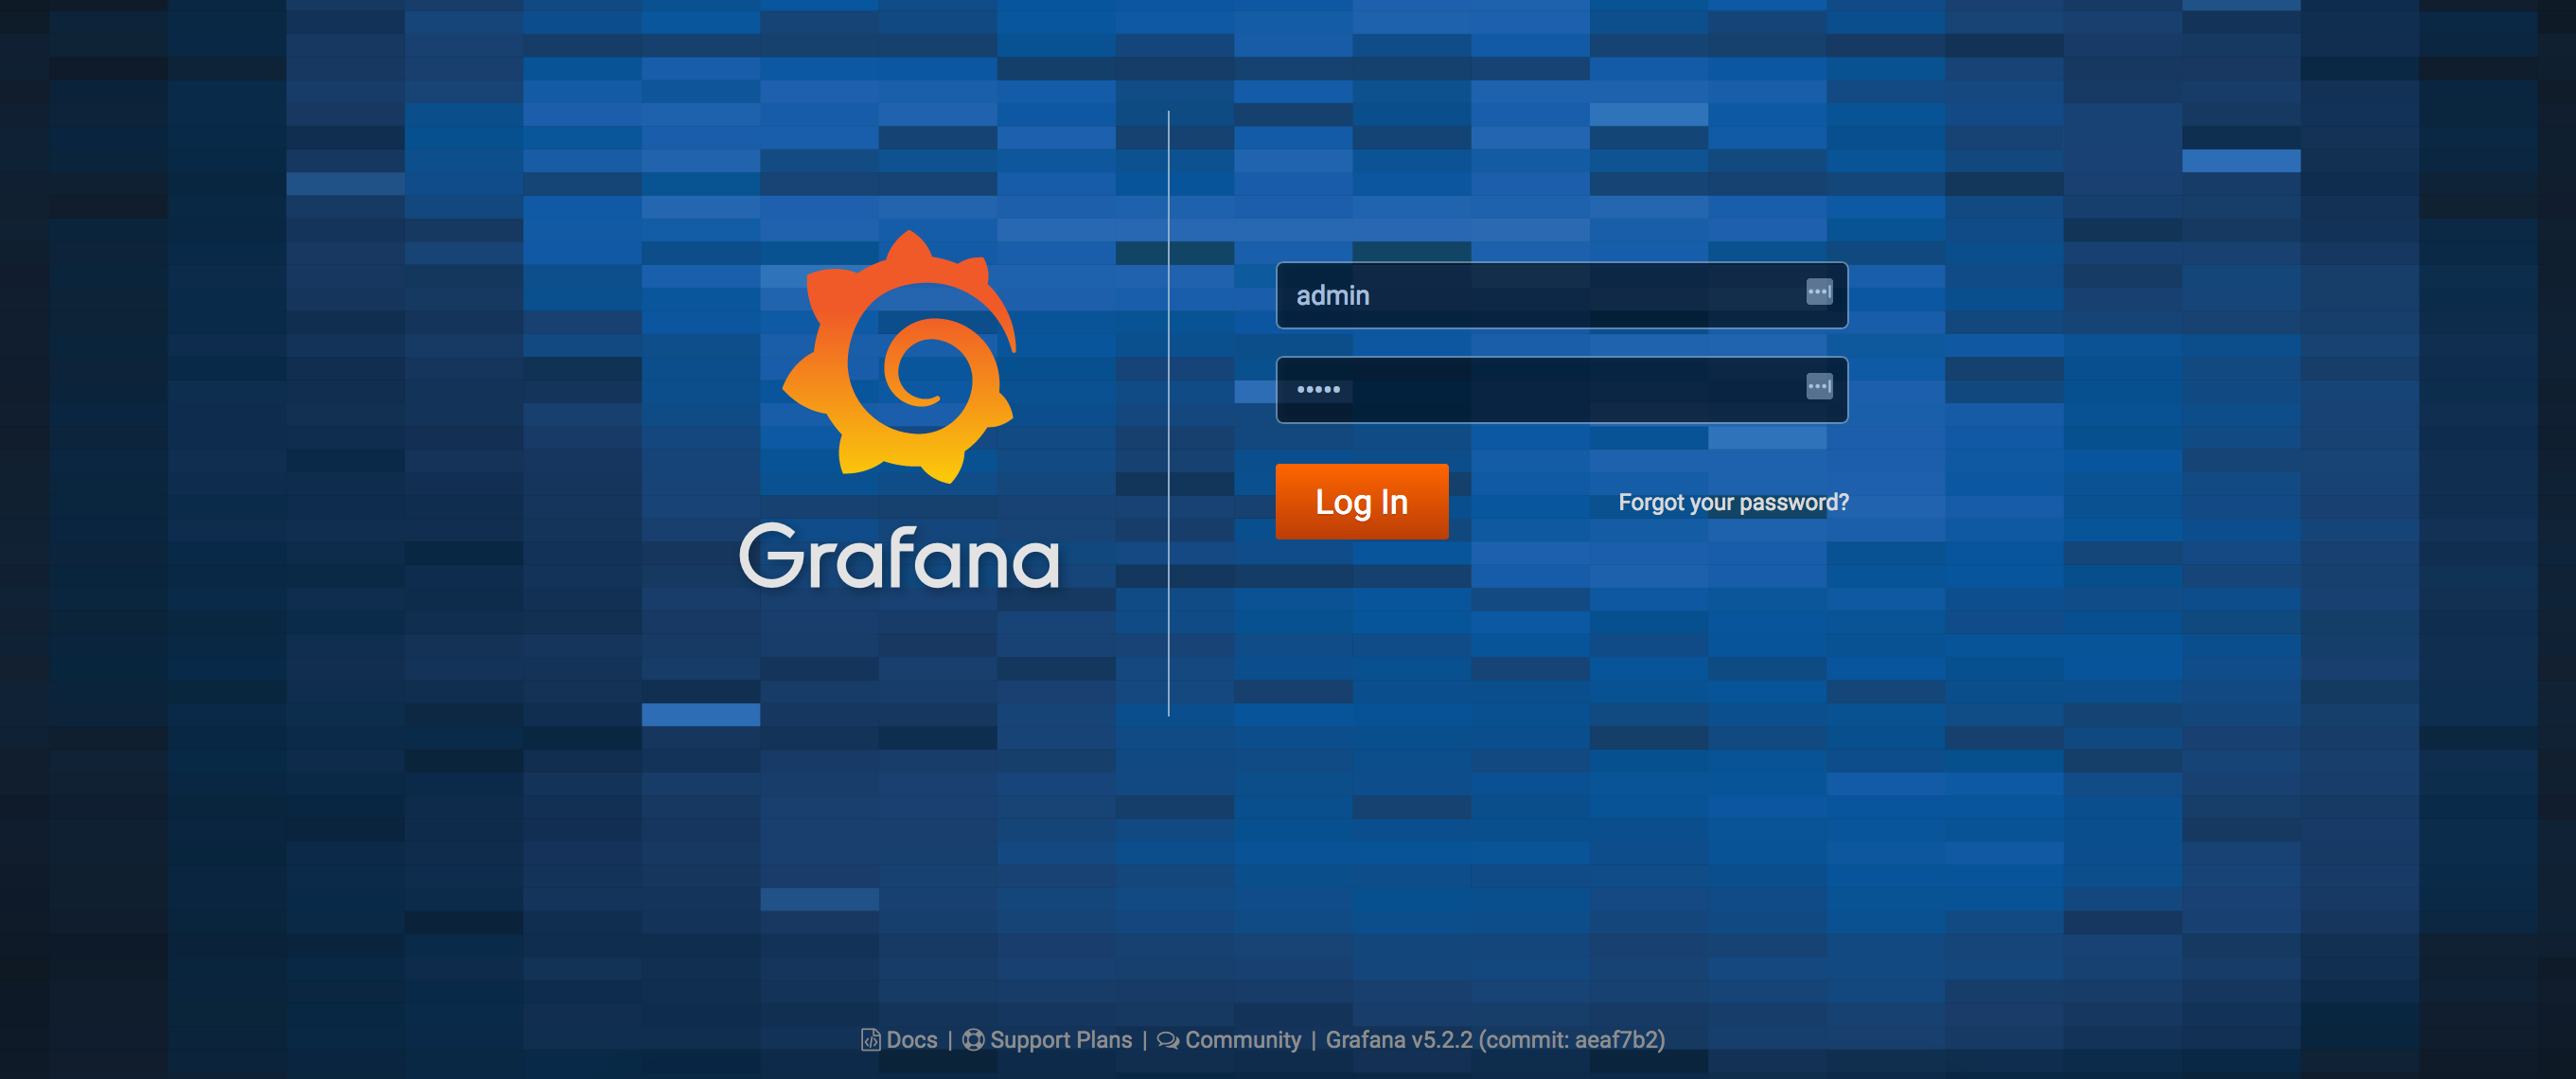 Grafana
admin
•••••
Log In
Forgot your password?
Docs | Support Plans | Community | Grafana v5.2.2 (commit: aeaf7b2)